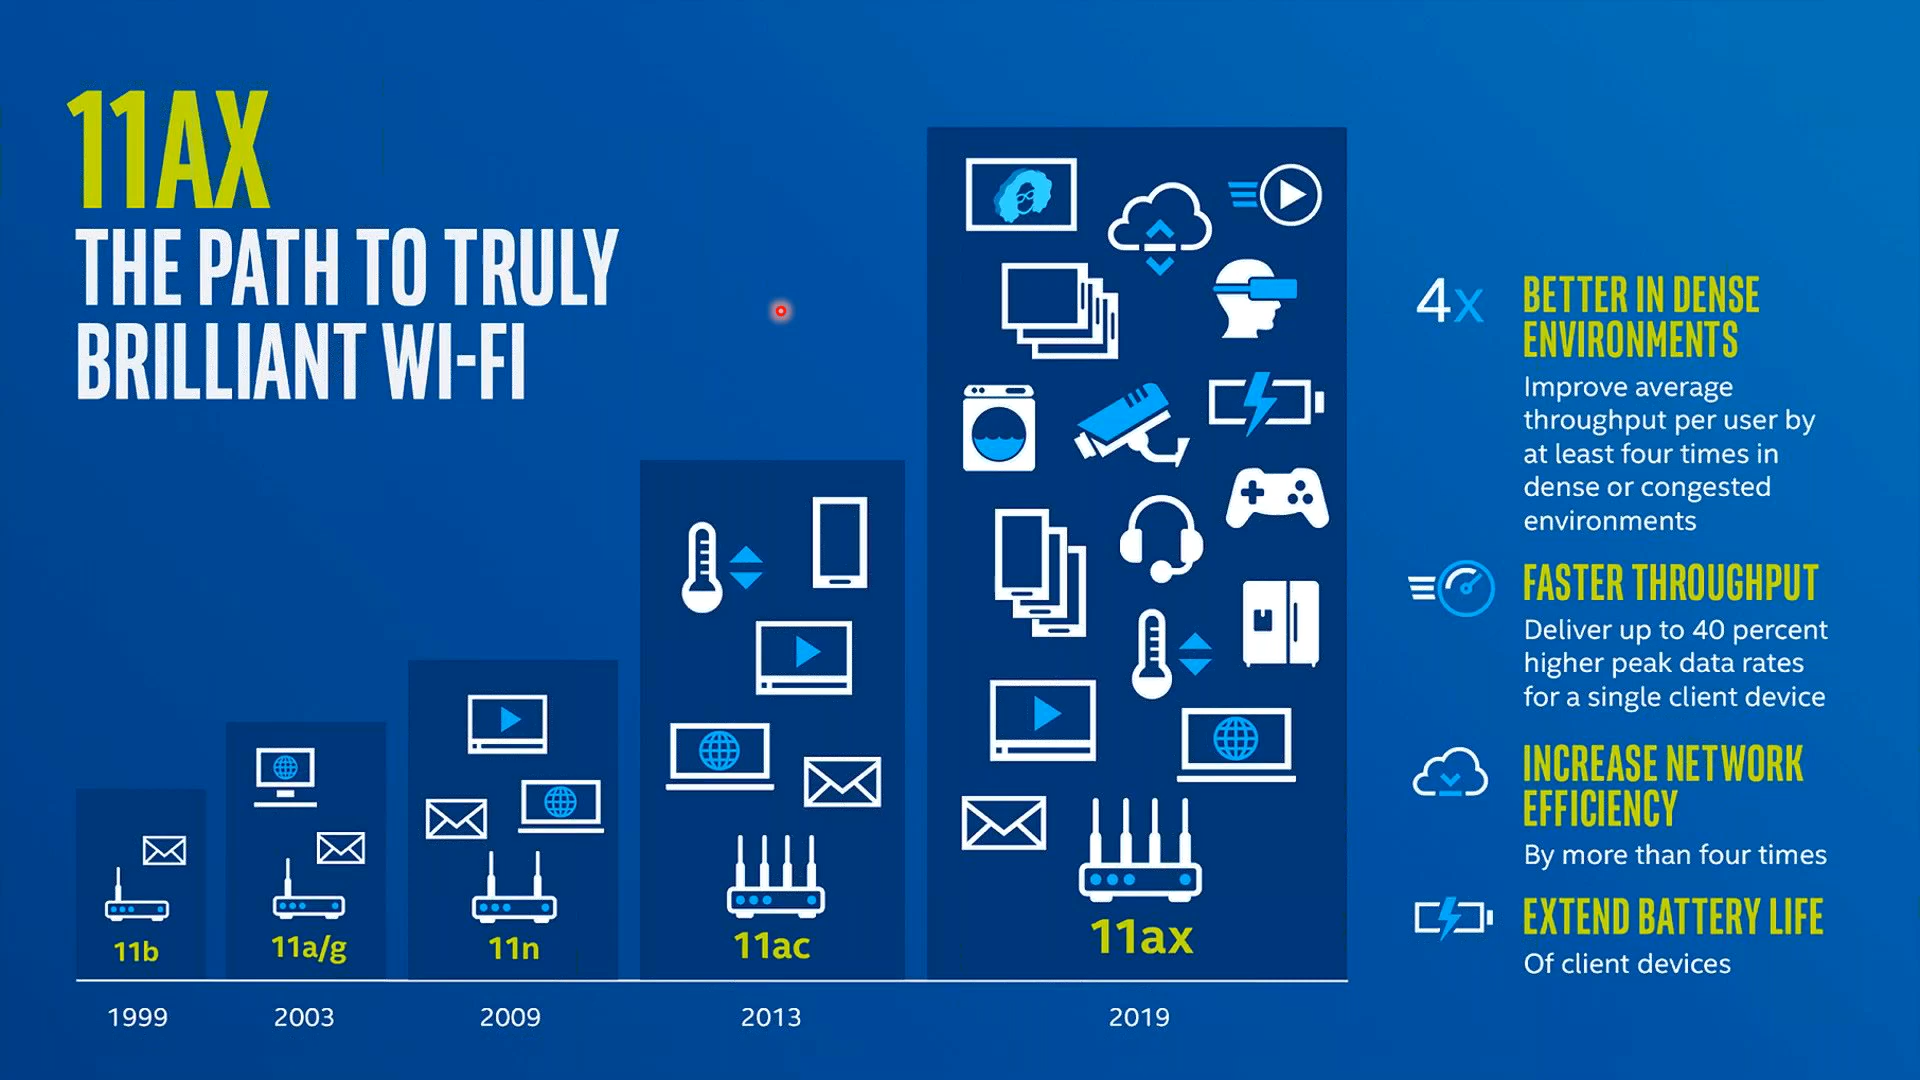 11AX
THE PATH TO TRULY
BRILLIANT WI-FI
11b
11a/g
11n
11ac
11ax
1999
2003
2009
2013
2019
4x
BETTER IN DENSE
ENVIRONMENTS
Improve average
throughput per user by
at least four times in
dense or congested
environments
FASTER THROUGHPUT
Deliver up to 40 percent
higher peak data rates
for a single client device
INCREASE NETWORK
EFFICIENCY
By more than four times
EXTEND BATTERY LIFE
Of client devices